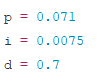 p = 0.071
i = 0.0075
d = 0.7